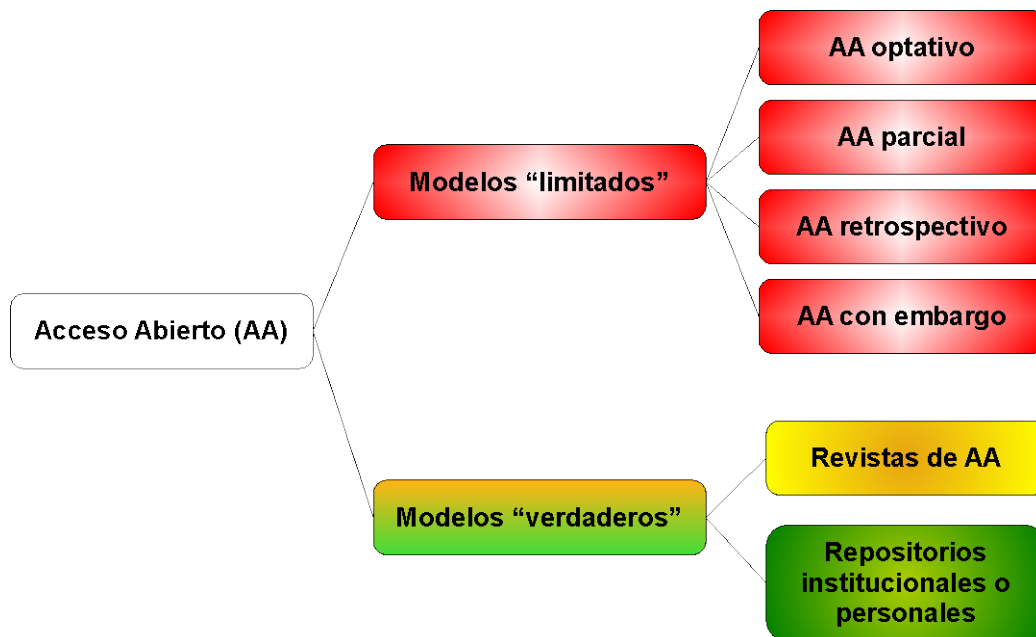 Acceso Abierto (AA)
Modelos “limitados”
AA optativo
AA parcial
AA retrospectivo
AA con embargo
Modelos “verdaderos”
Revistas de AA
Repositorios
institucionales o
personales